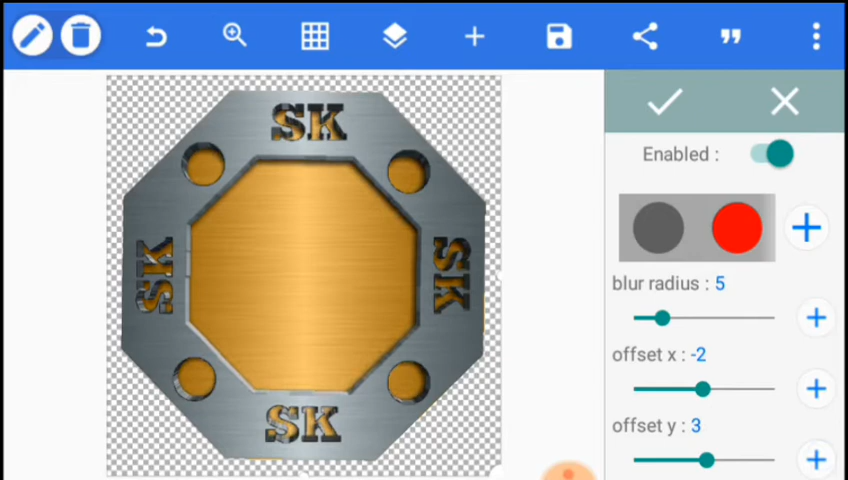 SK
SK
SK
SK
Enabled :
blur radius : 5
offset x : -2
offset y : 3